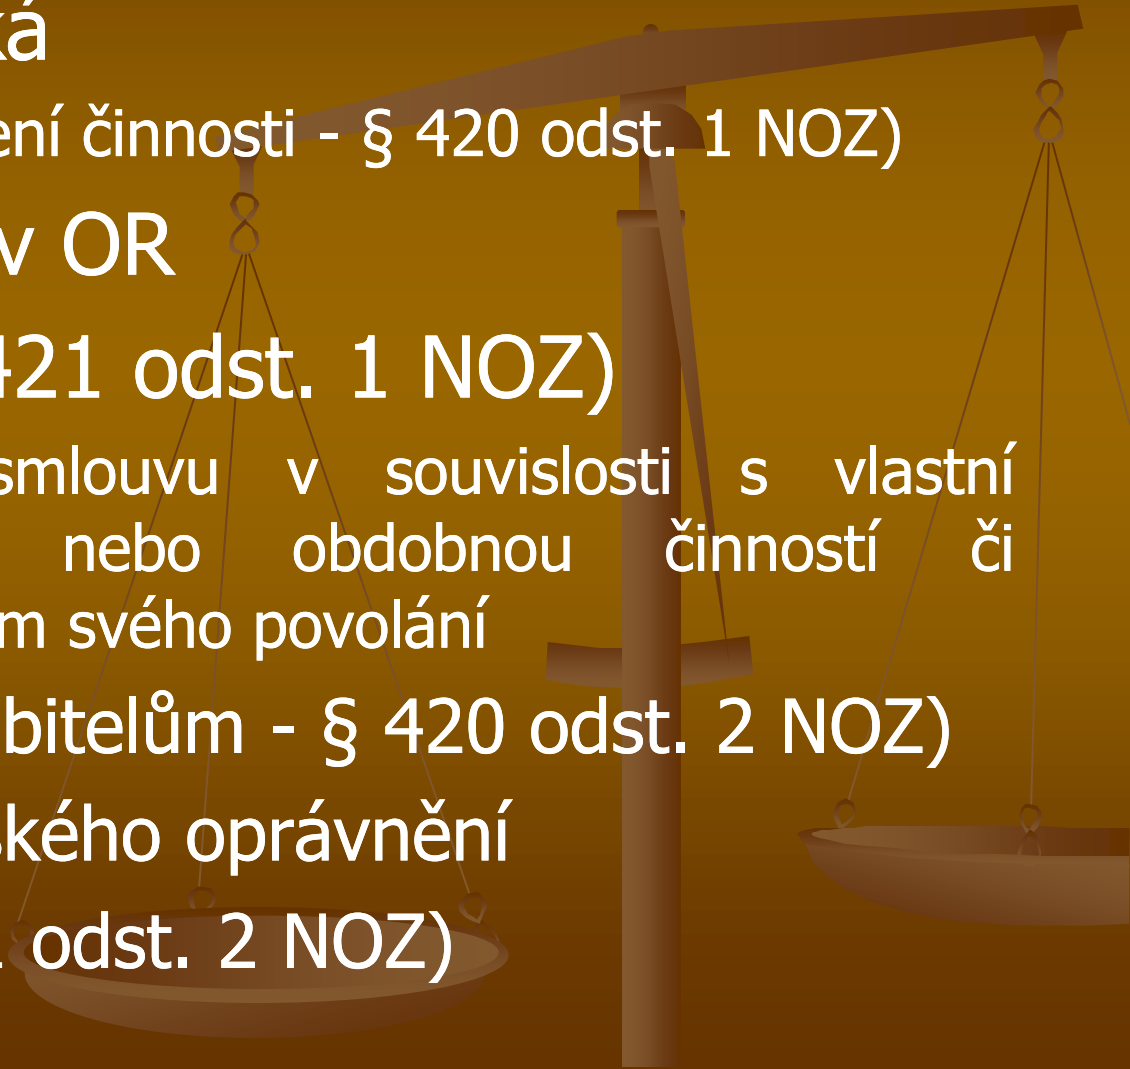 ká
ení činnosti - § 420 odst. 1 NOZ)
v OR
421 odst. 1 NOZ)
smlouvu v souvislosti s vlastní
nebo obdobnou činností či
m svého povolání
bitelům - § 420 odst. 2 NOZ)
kého oprávnění
odst. 2 NOZ)